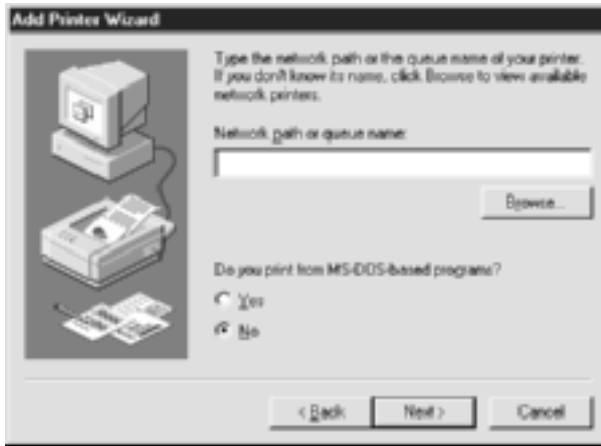 Add Printer Wizard
Type the network path or the queue name of your printer.
If you don't know its name, click Browse to view available
network printers.
Network path or queue name:
Browse...
Do you print from MS-DOS-based programs?
Yes
No
< Back
Next >
Cancel